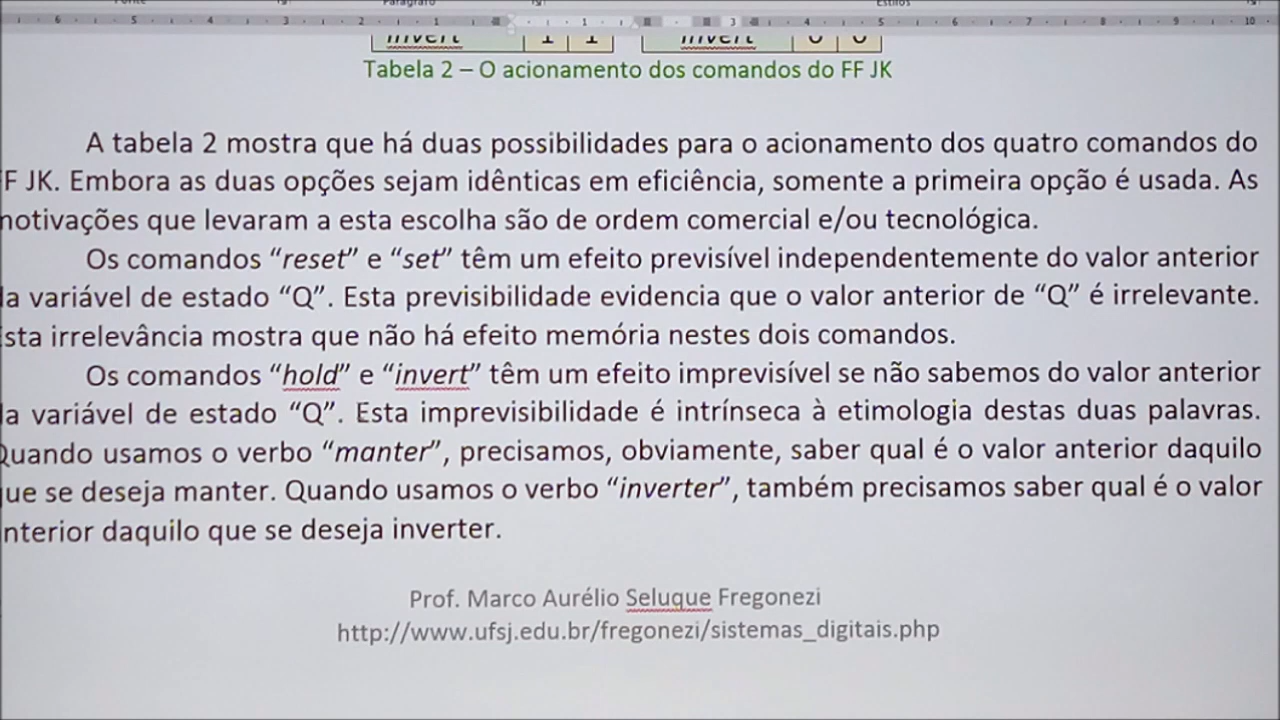 invert 1 1 invert 0 0
Tabela 2 – O acionamento dos comandos do FF JK
A tabela 2 mostra que há duas possibilidades para o acionamento dos quatro comandos do
F JK. Embora as duas opções sejam idênticas em eficiência, somente a primeira opção é usada. As
notivações que levaram a esta escolha são de ordem comercial e/ou tecnológica.
Os comandos “reset” e “set” têm um efeito previsível independentemente do valor anterior
la variável de estado “Q”. Esta previsibilidade evidencia que o valor anterior de “Q” é irrelevante.
sta irrelevância mostra que não há efeito memória nestes dois comandos.
Os comandos “hold” e “invert” têm um efeito imprevisível se não sabemos do valor anterior
la variável de estado “Q”. Esta imprevisibilidade é intrínseca à etimologia destas duas palavras.
Quando usamos o verbo “manter”, precisamos, obviamente, saber qual é o valor anterior daquilo
ue se deseja manter. Quando usamos o verbo “inverter”, também precisamos saber qual é o valor
nterior daquilo que se deseja inverter.
Prof. Marco Aurélio Seluque Fregonezi
http://www.ufsj.edu.br/fregonezi/sistemas_digitais.php